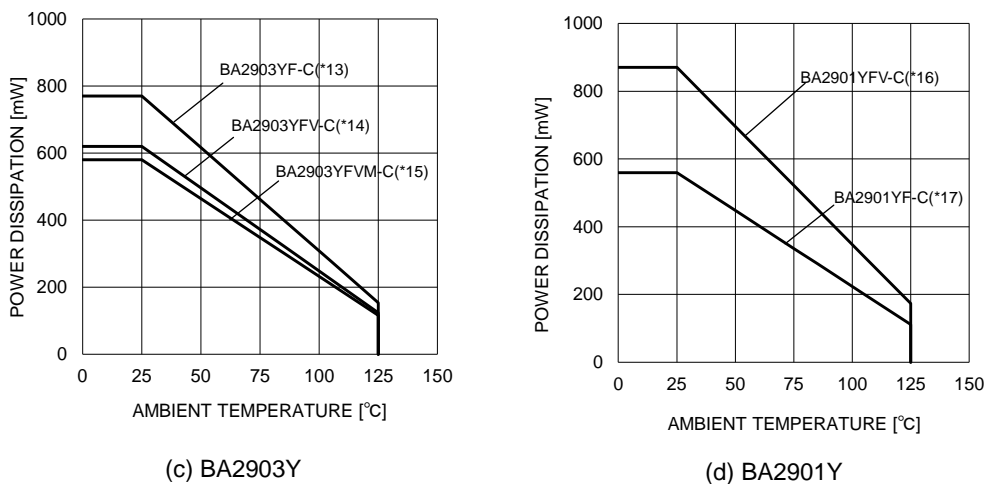 1000
800
600
400
200
0
0 25 50 75 100 125 150
POWER DISSIPATION [mW]
AMBIENT TEMPERATURE [°C]
BA2903YF-C(*13)
BA2903YFV-C(*14)
BA2903YFVM-C(*15)
(c) BA2903Y
1000
800
600
400
200
0
0 25 50 75 100 125 150
POWER DISSIPATION [mW]
AMBIENT TEMPERATURE [°C]
BA2901YFV-C(*16)
BA2901YF-C(*17)
(d) BA2901Y